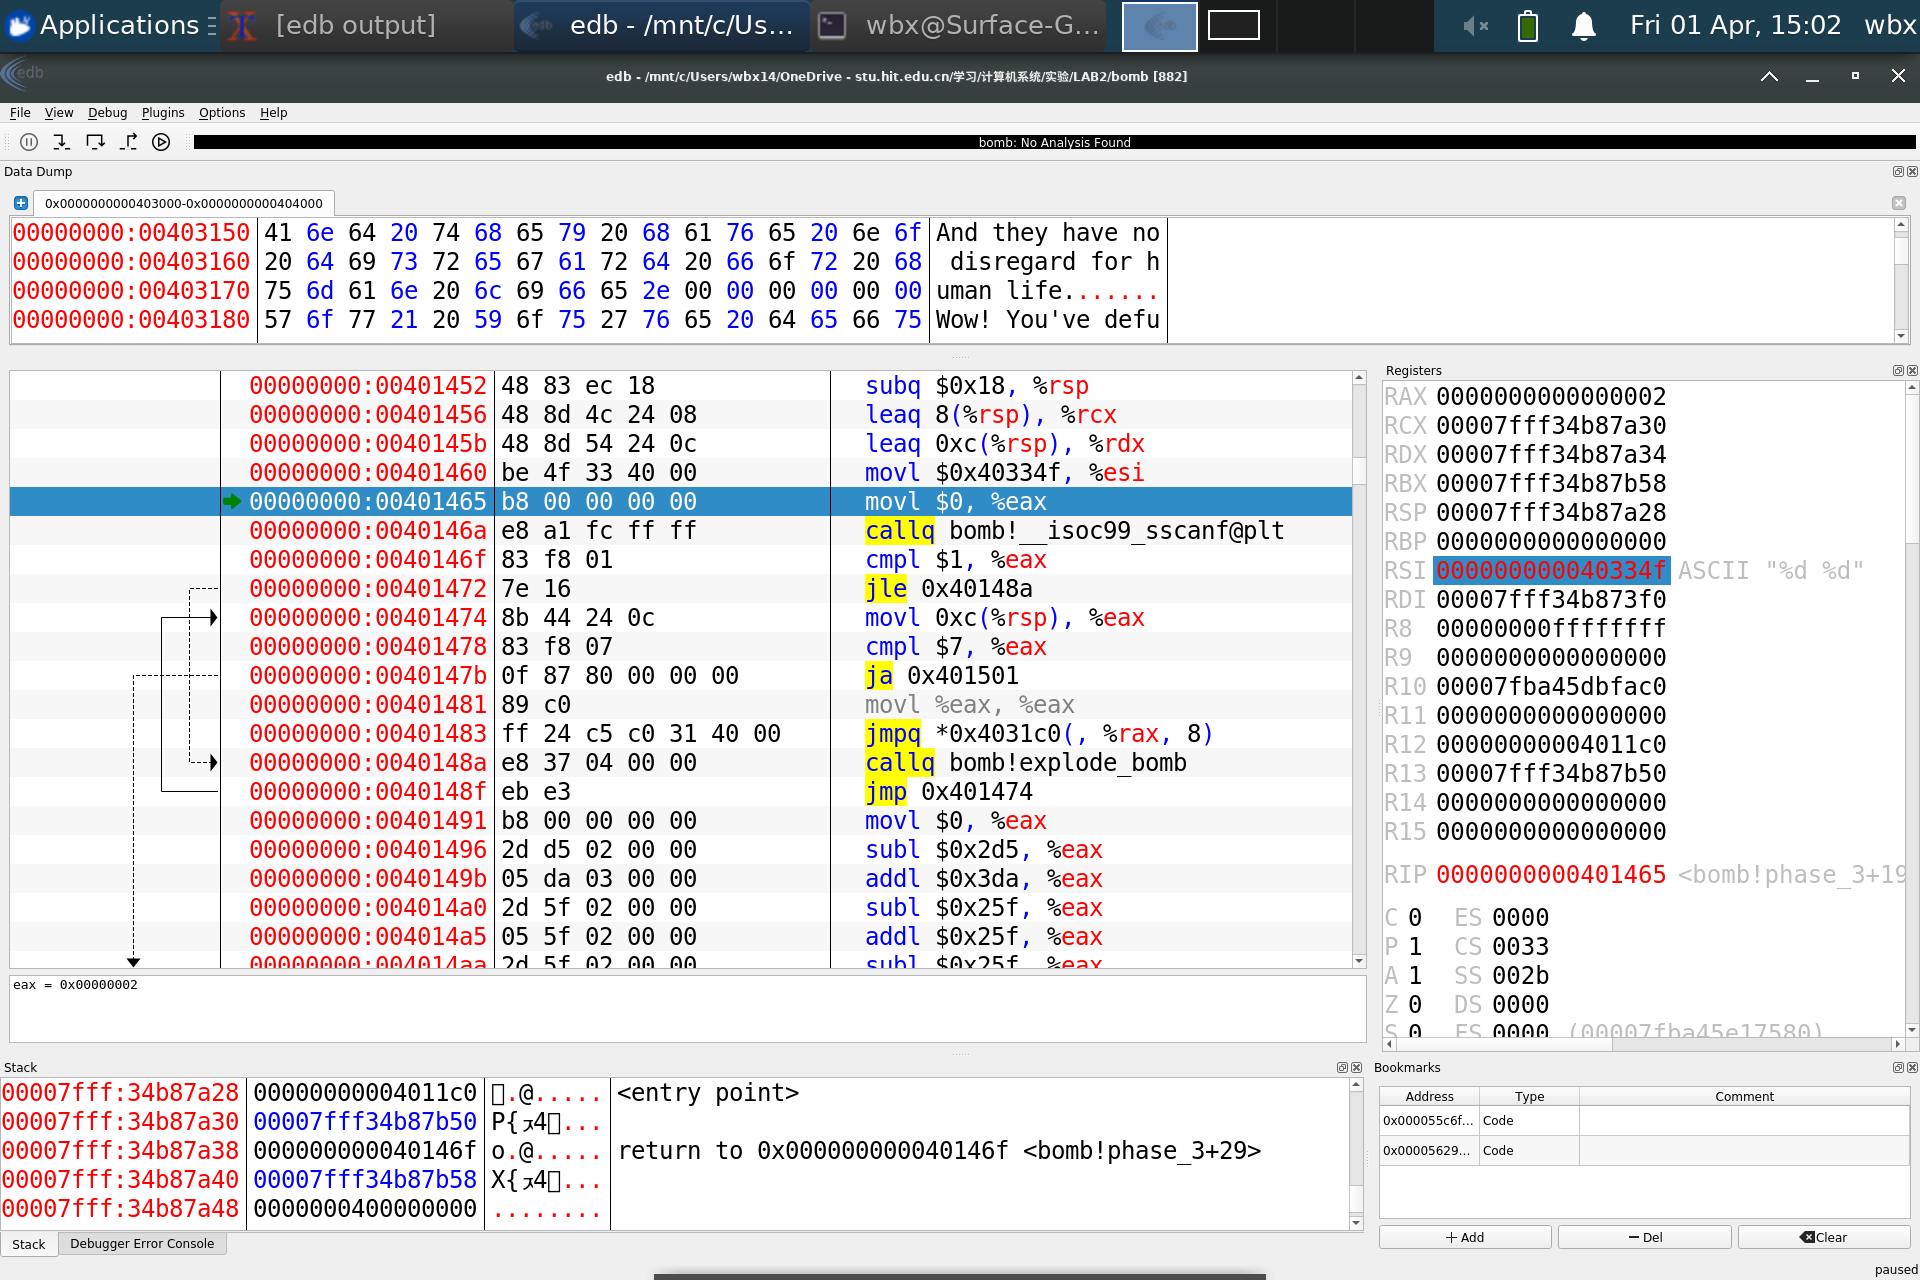 Applications
[edb output]
edb - /mnt/c/Us...
wbx@Surface-G...
Fri 01 Apr, 15:02
wbx
edb
edb - /mnt/c/Users/wbx14/OneDrive - stu.hit.edu.cn/学习/计算机系统/实验/LAB2/bomb [882]
File View Debug Plugins Options Help
bomb: No Analysis Found
Data Dump
0x0000000000403000-0x0000000000404000
00000000:00403150 41 6e 64 20 74 68 65 79 20 68 61 76 65 20 6e 6f And they have no
00000000:00403160 20 64 69 73 72 65 67 61 72 64 20 66 6f 72 20 68 disregard for h
00000000:00403170 75 6d 61 6e 20 6c 69 66 65 2e 00 00 00 00 00 00 uman life.......
00000000:00403180 57 6f 77 21 20 59 6f 75 27 76 65 20 64 65 66 75 Wow! You've defu
00000000:00401452 48 83 ec 18 subq $0x18, %rsp
00000000:00401456 48 8d 4c 24 08 leaq 8(%rsp), %rcx
00000000:0040145b 48 8d 54 24 0c leaq 0xc(%rsp), %rdx
00000000:00401460 be 4f 33 40 00 movl $0x40334f, %esi
00000000:00401465 b8 00 00 00 00 movl $0, %eax
00000000:0040146a e8 a1 fc ff ff callq bomb!__isoc99_sscanf@plt
00000000:0040146f 83 f8 01 cmpl $1, %eax
00000000:00401472 7e 16 jle 0x40148a
00000000:00401474 8b 44 24 0c movl 0xc(%rsp), %eax
00000000:00401478 83 f8 07 cmpl $7, %eax
00000000:0040147b 0f 87 80 00 00 00 ja 0x401501
00000000:00401481 89 c0 movl %eax, %eax
00000000:00401483 ff 24 c5 c0 31 40 00 jmpq *0x4031c0(, %rax, 8)
00000000:0040148a e8 37 04 00 00 callq bomb!explode_bomb
00000000:0040148f eb e3 jmp 0x401474
00000000:00401491 b8 00 00 00 00 movl $0, %eax
00000000:00401496 2d d5 02 00 00 subl $0x2d5, %eax
00000000:0040149b 05 da 03 00 00 addl $0x3da, %eax
00000000:004014a0 2d 5f 02 00 00 subl $0x25f, %eax
00000000:004014a5 05 5f 02 00 00 addl $0x25f, %eax
00000000:004014aa 2d 5f 02 00 00 subl $0x25f, %eax
eax = 0x00000002
Registers
RAX 0000000000000002
RCX 00007fff34b87a30
RDX 00007fff34b87a34
RBX 00007fff34b87b58
RSP 00007fff34b87a28
RBP 0000000000000000
RSI 000000000040334f ASCII "%d %d"
RDI 00007fff34b873f0
R8 00000000ffffffff
R9 0000000000000000
R10 00007fba45dbfac0
R11 0000000000000000
R12 00000000004011c0
R13 00007fff34b87b50
R14 0000000000000000
R15 0000000000000000
RIP 0000000000401465 <bomb!phase_3+19
C 0 ES 0000
P 1 CS 0033
A 1 SS 002b
Z 0 DS 0000
S 0 FS 0000 (00007fba45e17580)
Stack
00007fff:34b87a28 00000000004011c0 .@..... <entry point>
00007fff:34b87a30 00007fff34b87b50 P{ｯ4...
00007fff:34b87a38 000000000040146f o.@..... return to 0x000000000040146f <bomb!phase_3+29>
00007fff:34b87a40 00007fff34b87b58 X{ｯ4...
00007fff:34b87a48 0000000400000000 ........
Stack Debugger Error Console
Bookmarks
Address Type Comment
0x000055c6f... Code
0x00005629... Code
Add Del Clear
paused